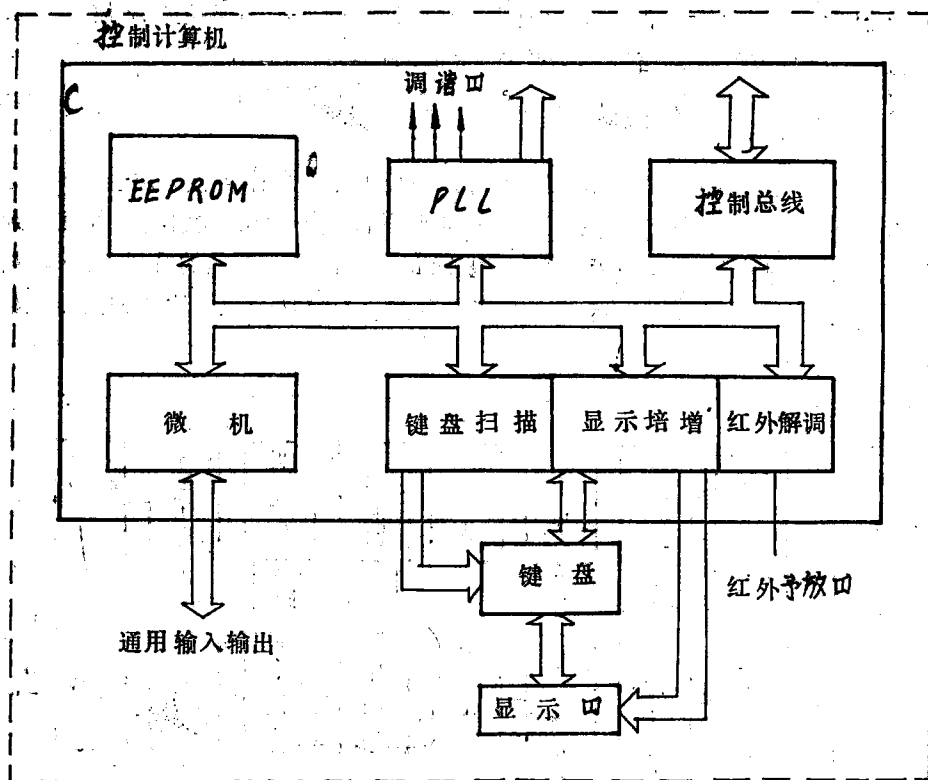 控制计算机
调谐口
C
EEPROM
PLL
控制总线
微机
键盘扫描
显示培增
红外解调
键盘
红外予放口
通用输入输出
显示口